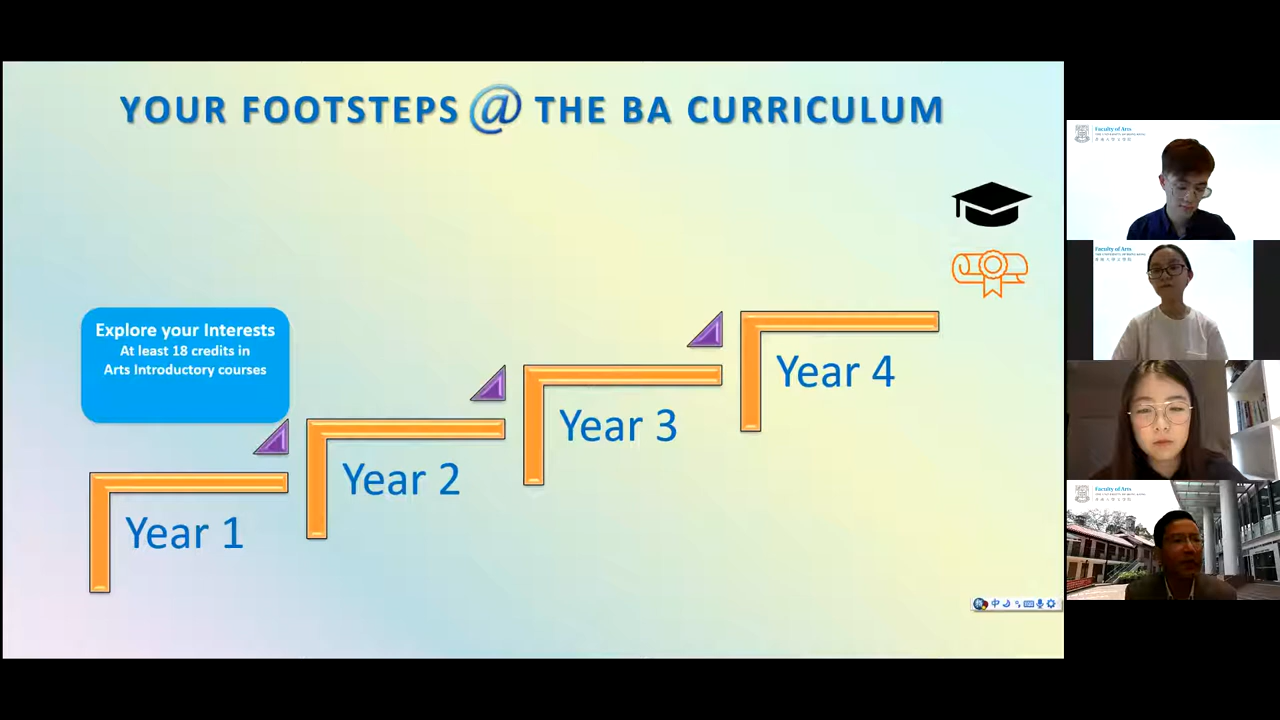 YOUR FOOTSTEPS @ THE BA CURRICULUM
Explore your Interests
At least 18 credits in
Arts Introductory courses
Year 1
Year 2
Year 3
Year 4
中
Faculty of Arts
Faculty of Arts
Faculty of Arts